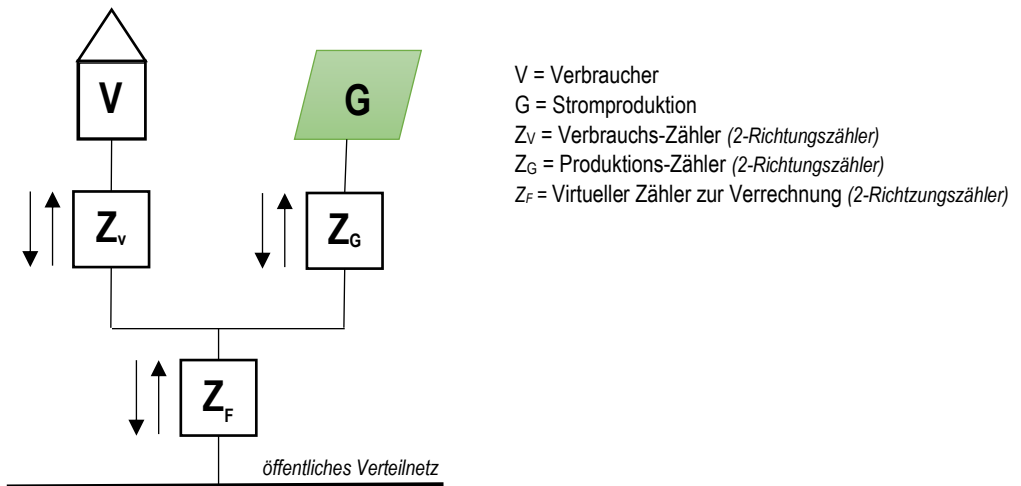 V
G
V = Verbraucher
G = Stromproduktion
ZV = Verbrauchs-Zähler (2-Richtungszähler)
ZG = Produktions-Zähler (2-Richtungszähler)
ZF = Virtueller Zähler zur Verrechnung (2-Richtzungszähler)
Zv
ZG
ZF
öffentliches Verteilnetz